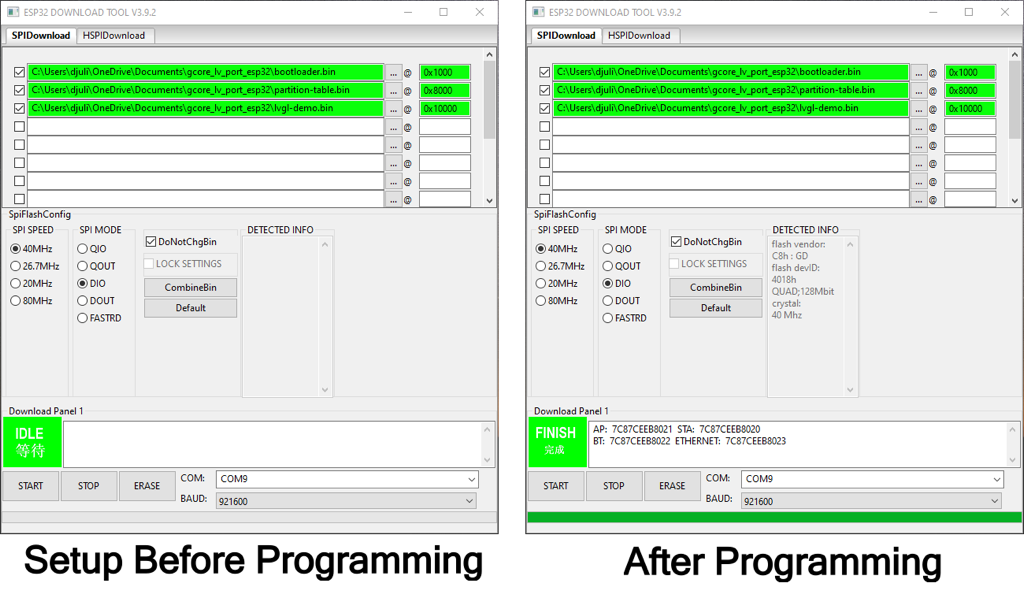 ESP32 DOWNLOAD TOOL V3.9.2
SPIDownload HSPIDownload
C:\Users\djuli\OneDrive\Documents\gcore_lv_port_esp32\bootloader.bin ... @ 0x1000
C:\Users\djuli\OneDrive\Documents\gcore_lv_port_esp32\partition-table.bin ... @ 0x8000
C:\Users\djuli\OneDrive\Documents\gcore_lv_port_esp32\lvgl-demo.bin ... @ 0x10000
... @
... @
... @
... @
... @
SpiFlashConfig
SPI SPEED
40MHz
26.7MHz
20MHz
80MHz
SPI MODE
QIO
QOUT
DIO
DOUT
FASTRD
DoNotChgBin
LOCK SETTINGS
CombineBin
Default
DETECTED INFO
Download Panel 1
IDLE
等待
START STOP ERASE
COM: COM9
BAUD: 921600
Setup Before Programming
ESP32 DOWNLOAD TOOL V3.9.2
SPIDownload HSPIDownload
C:\Users\djuli\OneDrive\Documents\gcore_lv_port_esp32\bootloader.bin ... @ 0x1000
C:\Users\djuli\OneDrive\Documents\gcore_lv_port_esp32\partition-table.bin ... @ 0x8000
C:\Users\djuli\OneDrive\Documents\gcore_lv_port_esp32\lvgl-demo.bin ... @ 0x10000
... @
... @
... @
... @
... @
SpiFlashConfig
SPI SPEED
40MHz
26.7MHz
20MHz
80MHz
SPI MODE
QIO
QOUT
DIO
DOUT
FASTRD
DoNotChgBin
LOCK SETTINGS
CombineBin
Default
DETECTED INFO
flash vendor:
C8h : GD
flash devID:
4018h
QUAD;128Mbit
crystal:
40 Mhz
Download Panel 1
FINISH
完成
AP: 7C87CEEB8021 STA: 7C87CEEB8020
BT: 7C87CEEB8022 ETHERNET: 7C87CEEB8023
START STOP ERASE
COM: COM9
BAUD: 921600
After Programming